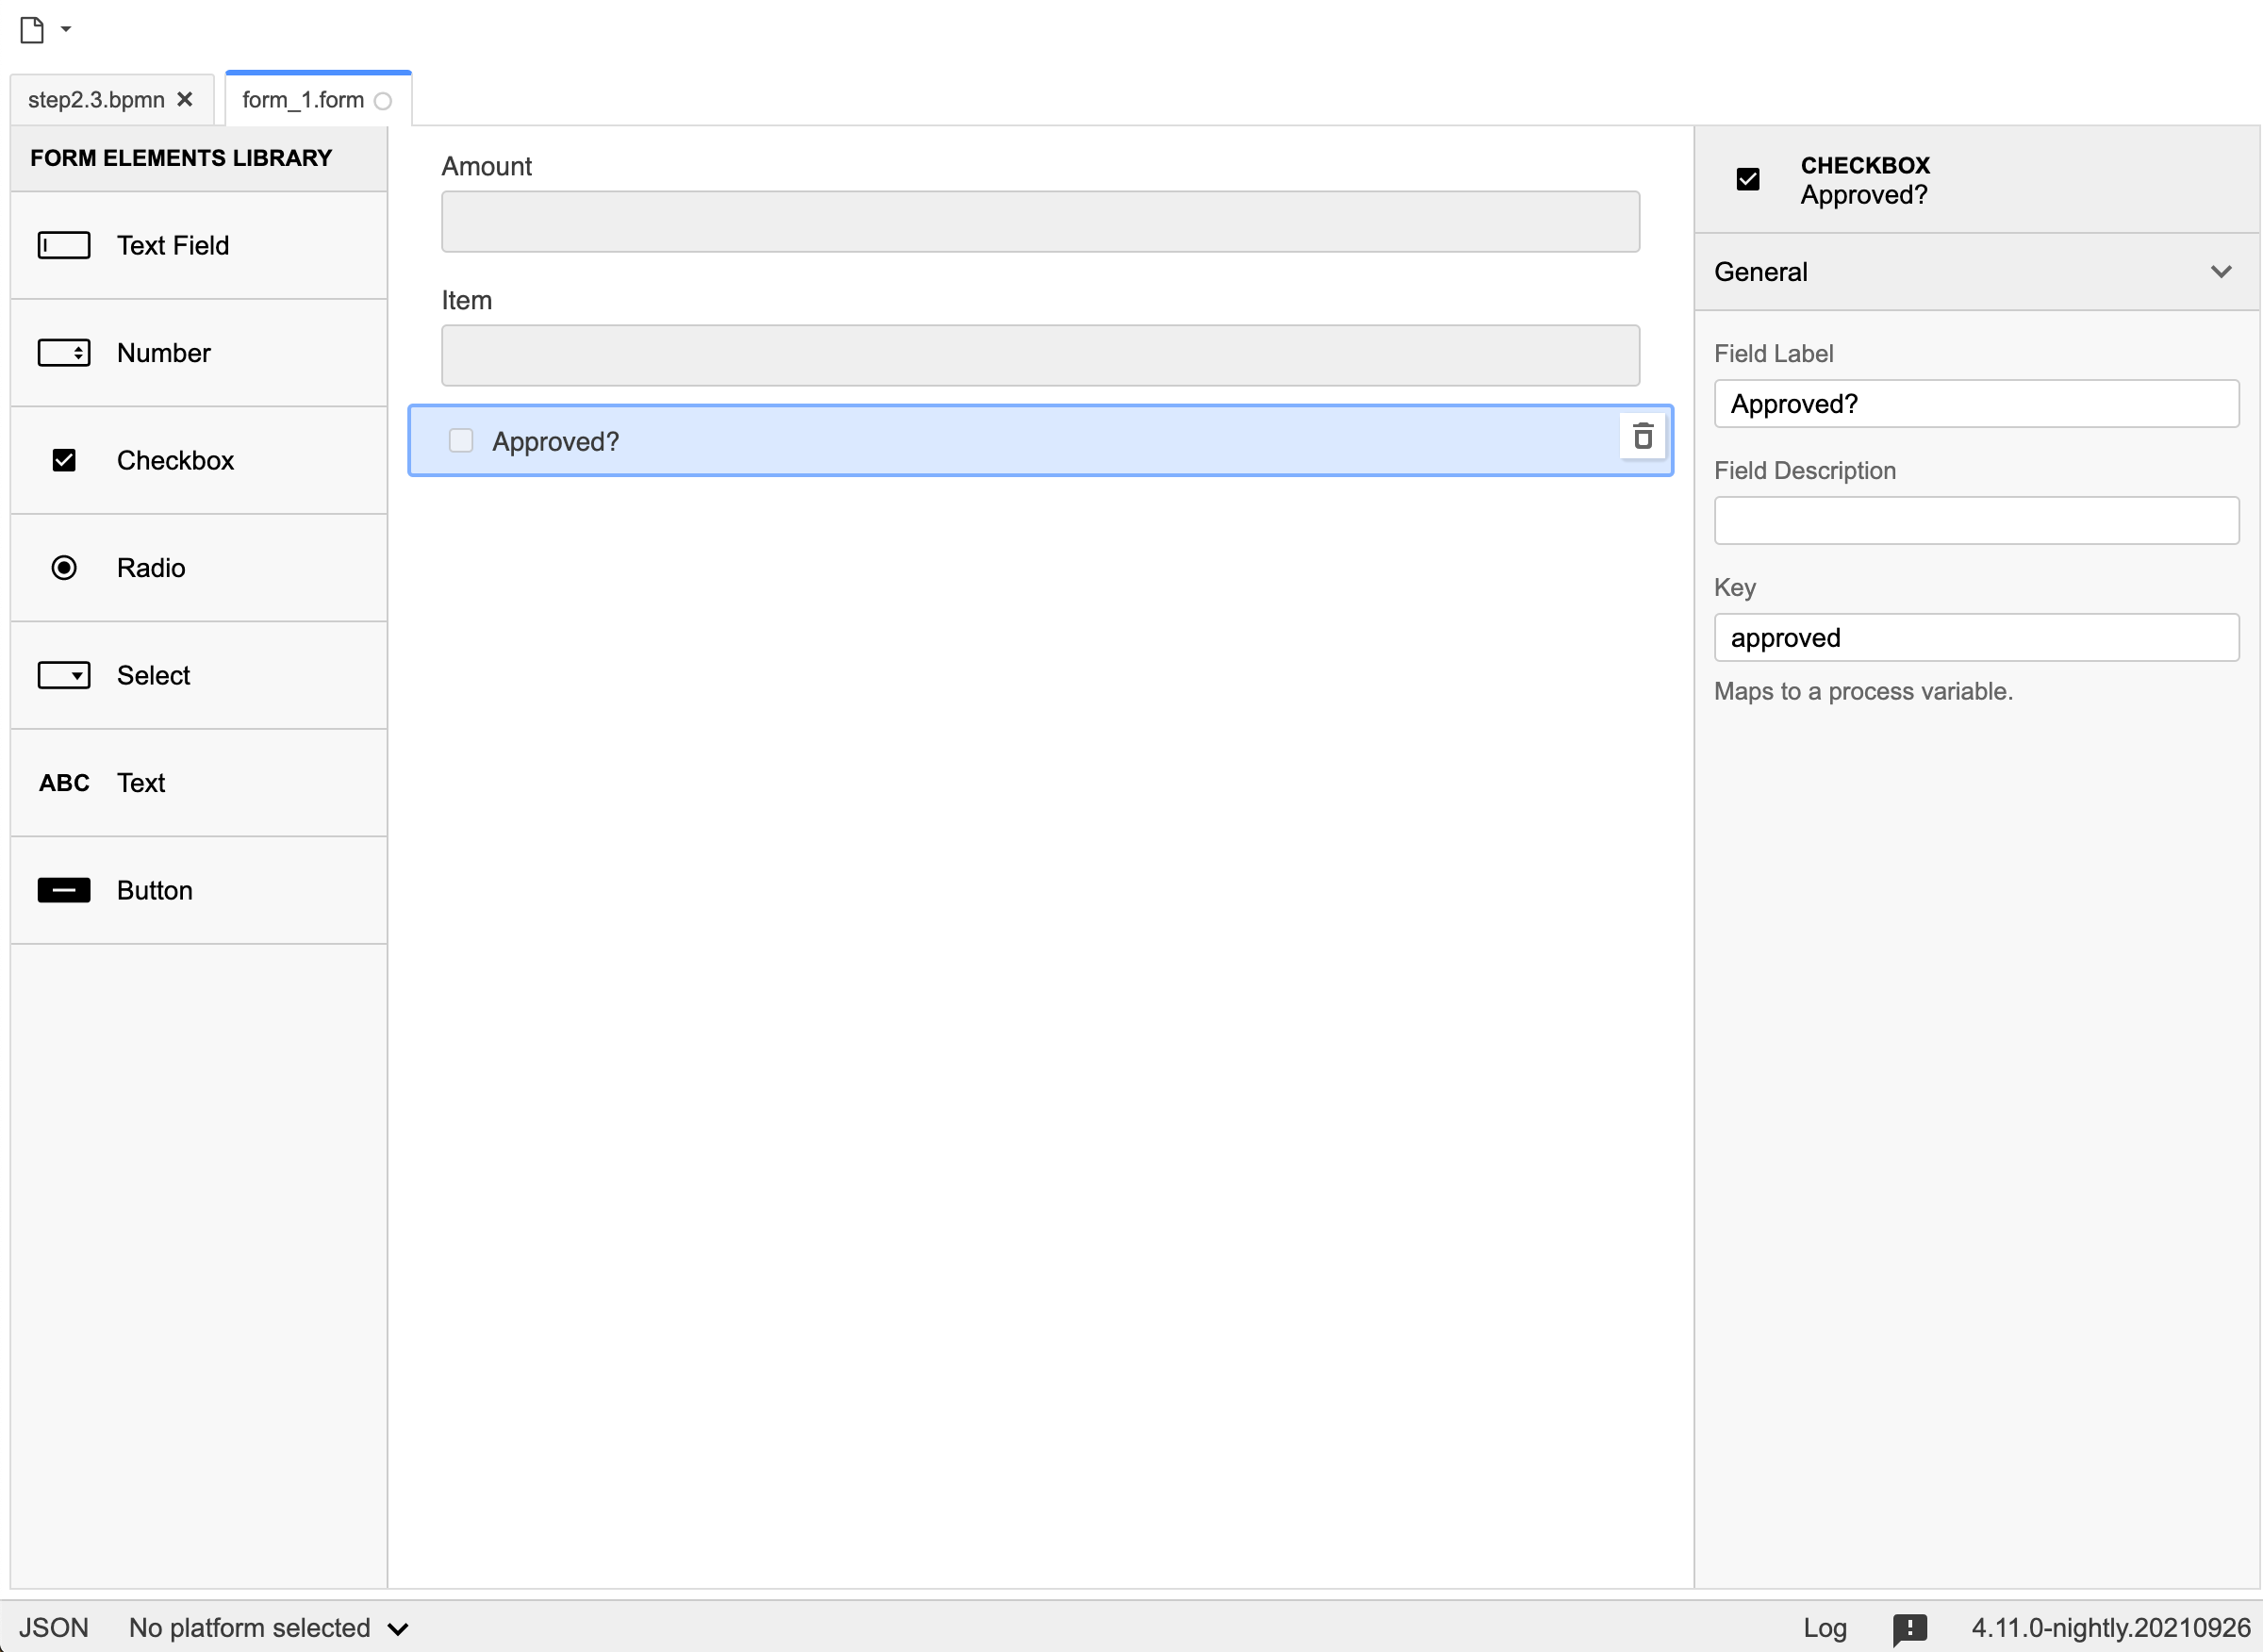 step2.3.bpmn
form_1.form
FORM ELEMENTS LIBRARY
Text Field
Number
Checkbox
Radio
Select
ABC Text
Button
Amount
Item
Approved?
CHECKBOX
Approved?
General
Field Label
Approved?
Field Description
Key
approved
Maps to a process variable.
JSON No platform selected
Log 4.11.0-nightly.20210926